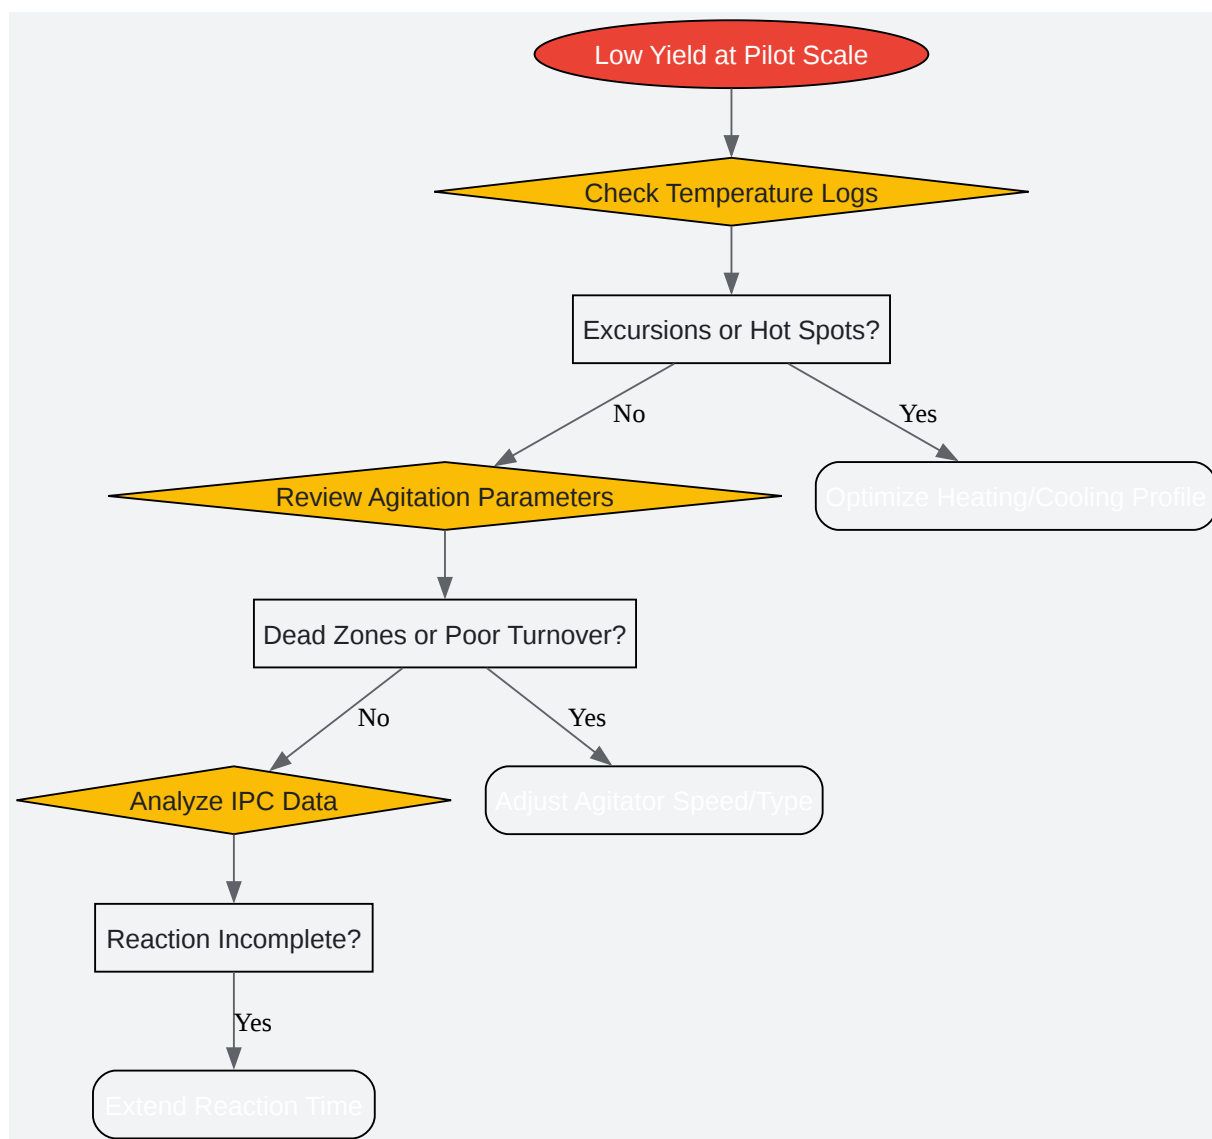 Low Yield at Pilot Scale
Check Temperature Logs
Excursions or Hot Spots?
No
Yes
Review Agitation Parameters
Optimize Heating/Cooling Profile
Dead Zones or Poor Turnover?
No
Yes
Analyze IPC Data
Adjust Agitator Speed/Type
Reaction Incomplete?
Yes
Extend Reaction Time